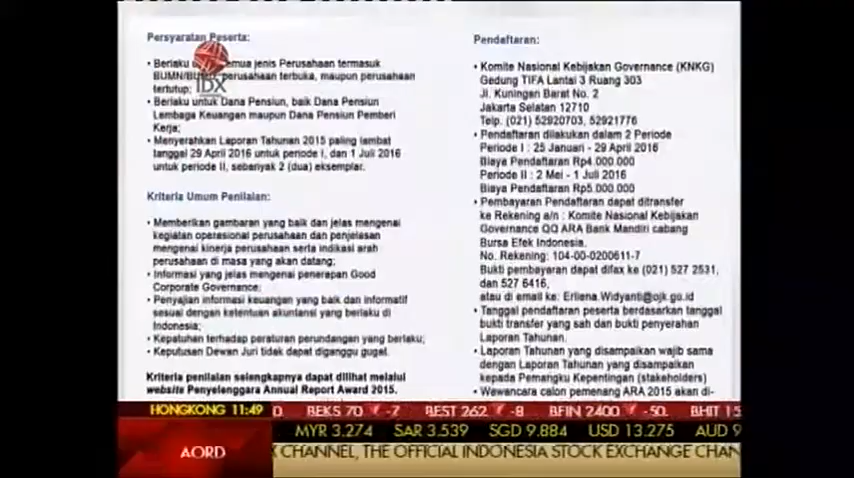 Persyaratan Peserta:
• Berlaku semua jenis Perusahaan termasuk
BUMN/BUMD, perusahaan terbuka, maupun perusahaan
tertutup;
IDX
• Berlaku untuk Dana Pensiun, baik Dana Pensiun
Lembaga Keuangan maupun Dana Pensiun Pemberi
Kerja;
• Menyerahkan Laporan Tahunan 2015 paling lambat
tanggal 29 April 2016 untuk periode I, dan 1 Juli 2016
untuk periode II, sebanyak 2 (dua) eksemplar.
Kriteria Umum Penilaian:
• Memberikan gambaran yang baik dan jelas mengenai
kegiatan operasional perusahaan dan penjelasan
mengenai kinerja perusahaan serta indikasi arah
perusahaan di masa yang akan datang;
• Informasi yang jelas mengenai penerapan Good
Corporate Governance;
• Penyajian informasi keuangan yang baik dan informatif
sesuai dengan ketentuan akuntansi yang berlaku di
Indonesia;
• Kepatuhan terhadap peraturan perundangan yang berlaku;
• Keputusan Dewan Juri tidak dapat diganggu gugat.
Kriteria penilaian selengkapnya dapat dilihat melalui
website Penyelenggara Annual Report Award 2015.
Pendaftaran:
• Komite Nasional Kebijakan Governance (KNKG)
Gedung TIFA Lantai 3 Ruang 303
Jl. Kuningan Barat No. 2
Jakarta Selatan 12710
Telp. (021) 52920703, 52921776
• Pendaftaran dilakukan dalam 2 Periode
Periode I : 25 Januari - 29 April 2016
Biaya Pendaftaran Rp4.000.000
Periode II : 2 Mei - 1 Juli 2016
Biaya Pendaftaran Rp5.000.000
• Pembayaran Pendaftaran dapat ditransfer
ke Rekening a/n : Komite Nasional Kebijakan
Governance QQ ARA Bank Mandiri cabang
Bursa Efek Indonesia.
No. Rekening: 104-00-0200611-7
Bukti pembayaran dapat difax ke (021) 527 2531,
dan 527 6416,
atau di email ke: Erliena.Widyanti@ojk.go.id
• Tanggal pendaftaran peserta berdasarkan tanggal
bukti transfer yang sah dan bukti penyerahan
Laporan Tahunan.
• Laporan Tahunan yang disampaikan wajib sama
dengan Laporan Tahunan yang disampaikan
kepada Pemangku Kepentingan (stakeholders)
• Wawancara calon pemenang ARA 2015 akan di-
HONGKONG 11:49 D. BEKS 70 -7 BEST 262 -8 BFIN 2400 -50 BHIT 15
MYR 3.274 SAR 3.539 SGD 9.884 USD 13.275 AUD 9
AORD X CHANNEL, THE OFFICIAL INDONESIA STOCK EXCHANGE CHAN